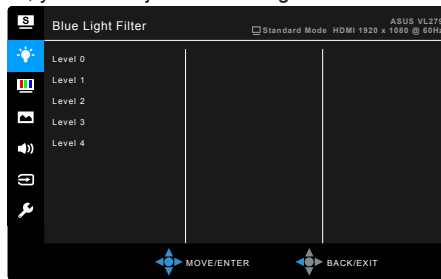 S
Blue Light Filter
ASUS VL279
Standard Mode HDMI 1920 x 1080 @ 60Hz
Level 0
Level 1
Level 2
Level 3
Level 4
MOVE/ENTER
BACK/EXIT